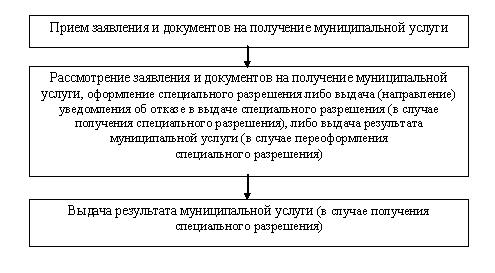 Прием заявления и документов на получение муниципальной услуги
Рассмотрение заявления и документов на получение муниципальной
услуги, оформление специального разрешения либо выдача (направление)
уведомления об отказе в выдаче специального разрешения (в случае
получения специального разрешения), либо выдача результата
муниципальной услуги (в случае переоформления
специального разрешения)
Выдача результата муниципальной услуги (в случае получения
специального разрешения)